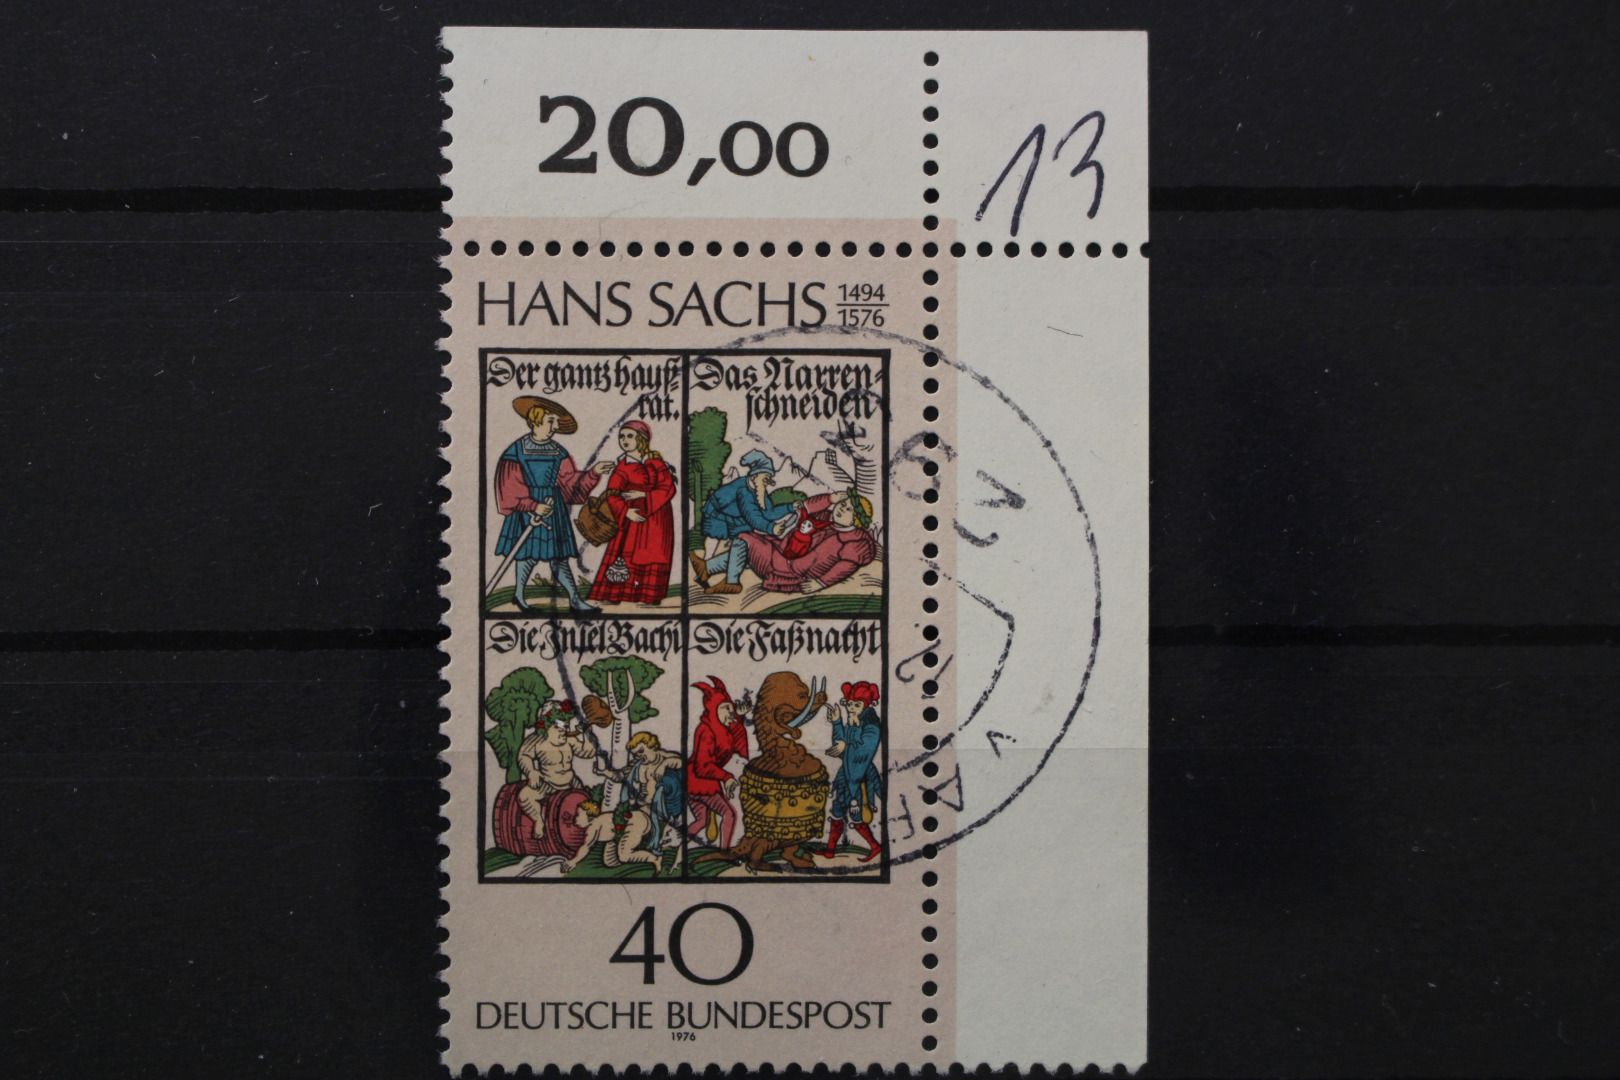 20,00
13
HANS SACHS 1494
1576
Der gantz hauß-
rat.
Das Narren-
schneiden
Die Insel Bachi
Die Faßnacht
40
DEUTSCHE BUNDESPOST
1976